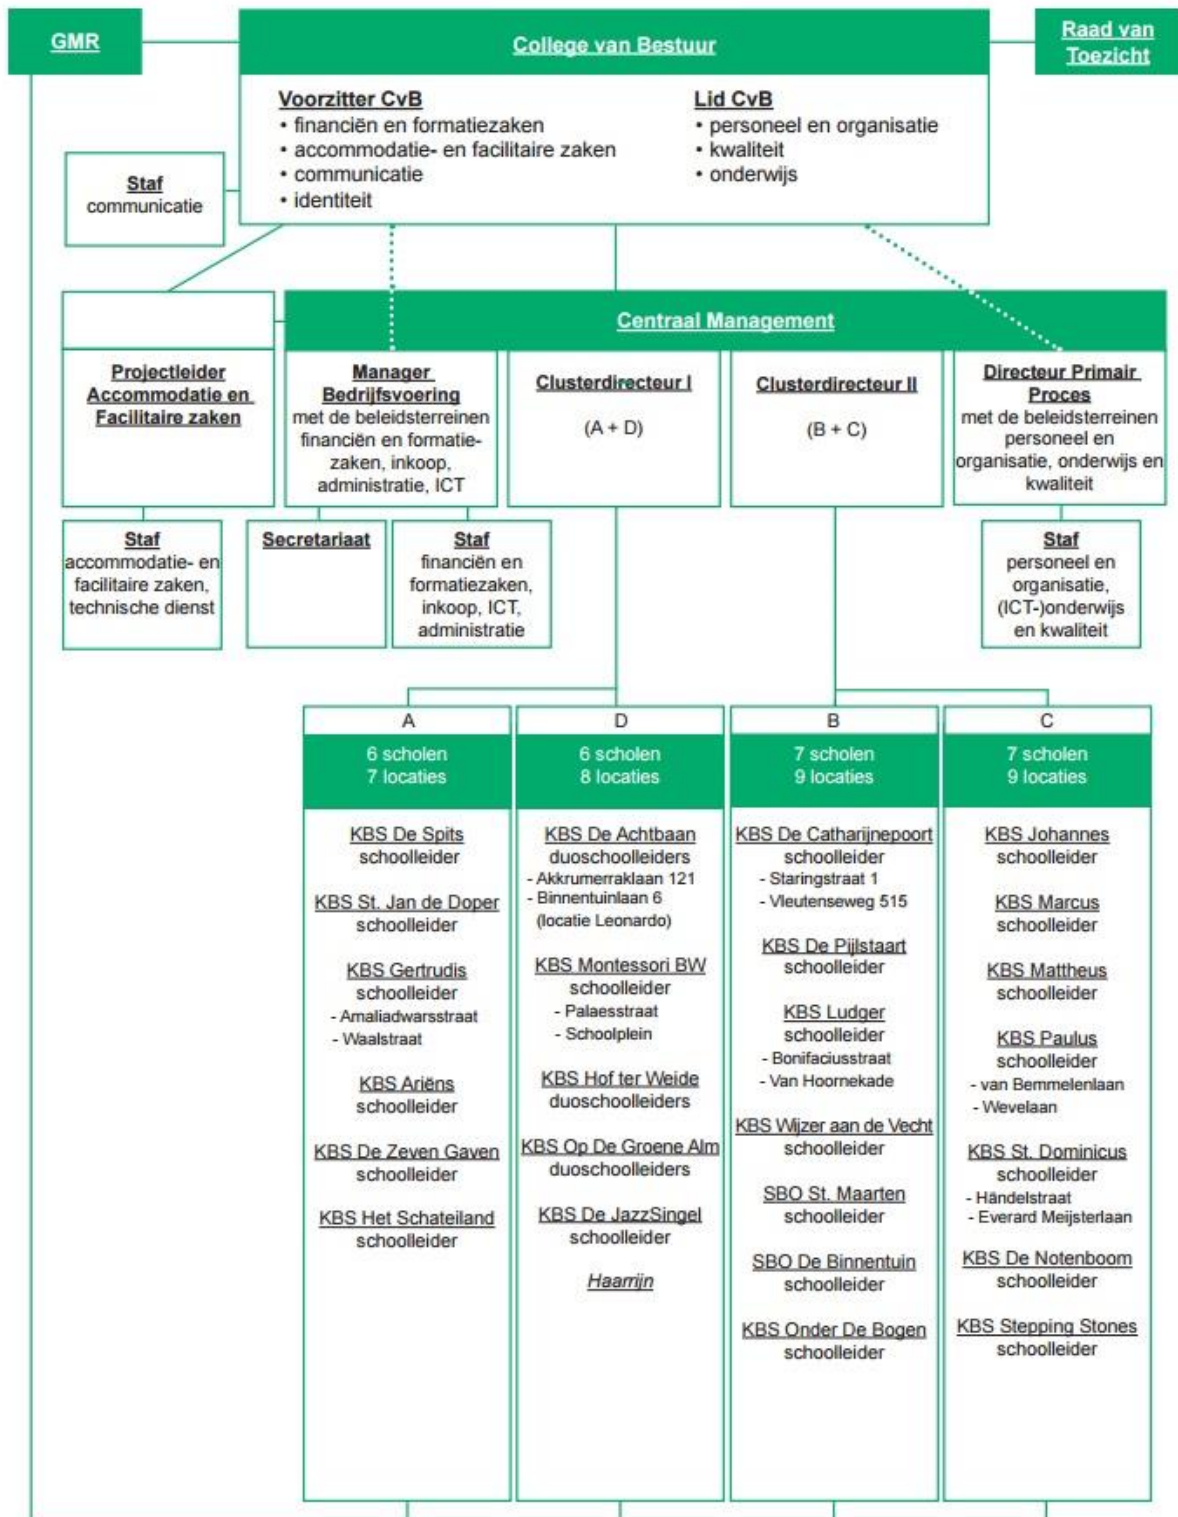 GMR
College van Bestuur
Raad van
Toezicht
Voorzitter CvB
• financiën en formatiezaken
• accommodatie- en facilitaire zaken
• communicatie
• identiteit
Lid CvB
• personeel en organisatie
• kwaliteit
• onderwijs
Staf
communicatie
Centraal Management
Projectleider
Accommodatie en
Facilitaire zaken
Manager
Bedrijfsvoering
met de beleidsterreinen
financiën en formatie-
zaken, inkoop,
administratie, ICT
Clusterdirecteur I
(A + D)
Clusterdirecteur II
(B + C)
Directeur Primair
Proces
met de beleidsterreinen
personeel en
organisatie, onderwijs en
kwaliteit
Staf
accommodatie- en
facilitaire zaken,
technische dienst
Secretariaat
Staf
financiën en
formatiezaken,
inkoop, ICT,
administratie
Staf
personeel en
organisatie,
(ICT-)onderwijs
en kwaliteit
A
6 scholen
7 locaties
KBS De Spits
schoolleider
KBS St. Jan de Doper
schoolleider
KBS Gertrudis
schoolleider
- Amaliadwarsstraat
- Waalstraat
KBS Ariëns
schoolleider
KBS De Zeven Gaven
schoolleider
KBS Het Schateiland
schoolleider
D
6 scholen
8 locaties
KBS De Achtbaan
duoschoolleiders
- Akkrumerraklaan 121
- Binnentuinlaan 6
(locatie Leonardo)
KBS Montessori BW
schoolleider
- Palaesstraat
- Schoolplein
KBS Hof ter Weide
duoschoolleiders
KBS Op De Groene Alm
duoschoolleiders
KBS De JazzSingel
schoolleider
Haarrijn
B
7 scholen
9 locaties
KBS De Catharijnepoort
schoolleider
- Staringstraat 1
- Vleutenseweg 515
KBS De Pijlstaart
schoolleider
KBS Ludger
schoolleider
- Bonifaciusstraat
- Van Hoornekade
KBS Wijzer aan de Vecht
schoolleider
SBO St. Maarten
schoolleider
SBO De Binnentuin
schoolleider
KBS Onder De Bogen
schoolleider
C
7 scholen
9 locaties
KBS Johannes
schoolleider
KBS Marcus
schoolleider
KBS Mattheus
schoolleider
KBS Paulus
schoolleider
- van Bemmelenlaan
- Wevelaan
KBS St. Dominicus
schoolleider
- Händelstraat
- Everard Meijsterlaan
KBS De Notenboom
schoolleider
KBS Stepping Stones
schoolleider